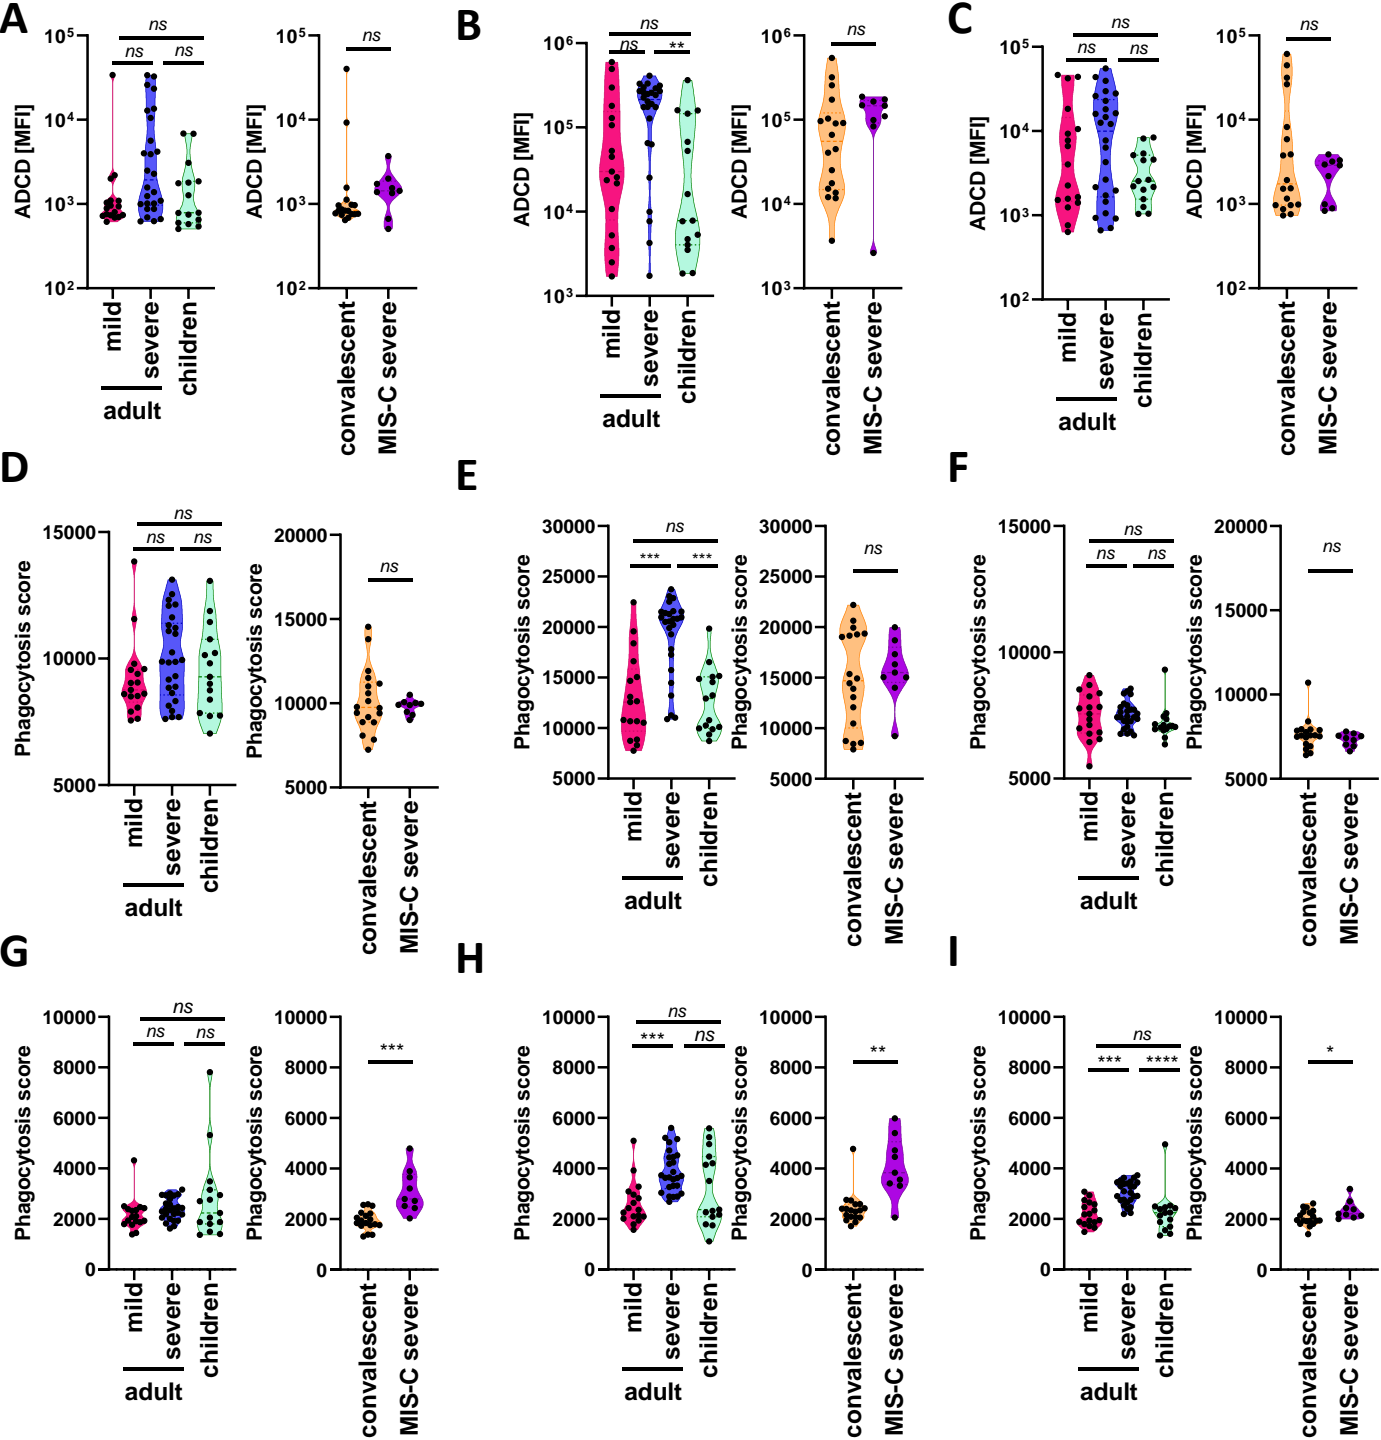 A
ns
ns ns
10⁵
10⁴
10³
10²
ADCD [MFI]
mild
severe
children
adult
ns
10⁵
10⁴
10³
10²
ADCD [MFI]
convalescent
MIS-C severe
B
ns
ns **
10⁶
10⁵
10⁴
10³
ADCD [MFI]
mild
severe
children
adult
ns
10⁶
10⁵
10⁴
10³
ADCD [MFI]
convalescent
MIS-C severe
C
ns
ns ns
10⁵
10⁴
10³
10²
ADCD [MFI]
mild
severe
children
adult
ns
10⁵
10⁴
10³
10²
ADCD [MFI]
convalescent
MIS-C severe
D
ns
ns ns
15000
10000
5000
Phagocytosis score
mild
severe
children
adult
ns
20000
15000
10000
5000
Phagocytosis score
convalescent
MIS-C severe
E
ns
*** ***
30000
25000
20000
15000
10000
5000
Phagocytosis score
mild
severe
children
adult
ns
30000
25000
20000
15000
10000
5000
Phagocytosis score
convalescent
MIS-C severe
F
ns
ns ns
15000
10000
5000
Phagocytosis score
mild
severe
children
adult
ns
20000
15000
10000
5000
Phagocytosis score
convalescent
MIS-C severe
G
ns
ns ns
10000
8000
6000
4000
2000
0
Phagocytosis score
mild
severe
children
adult
***
10000
8000
6000
4000
2000
0
Phagocytosis score
convalescent
MIS-C severe
H
ns
*** ns
10000
8000
6000
4000
2000
0
Phagocytosis score
mild
severe
children
adult
**
10000
8000
6000
4000
2000
0
Phagocytosis score
convalescent
MIS-C severe
I
ns
*** ****
10000
8000
6000
4000
2000
0
Phagocytosis score
mild
severe
children
adult
*
10000
8000
6000
4000
2000
0
Phagocytosis score
convalescent
MIS-C severe